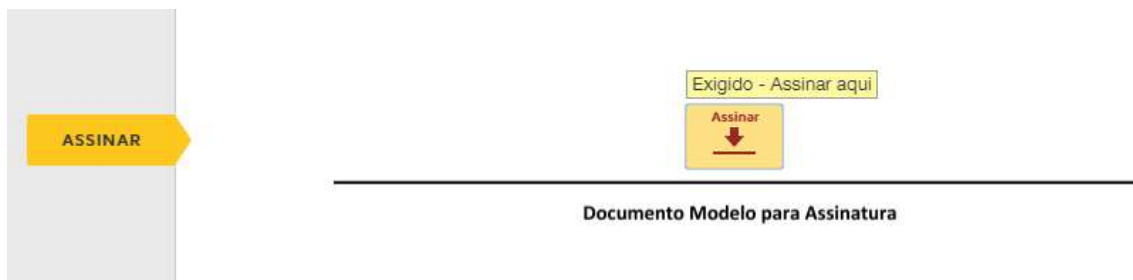 Exigido - Assinar aqui
Assinar
ASSINAR
Documento Modelo para Assinatura